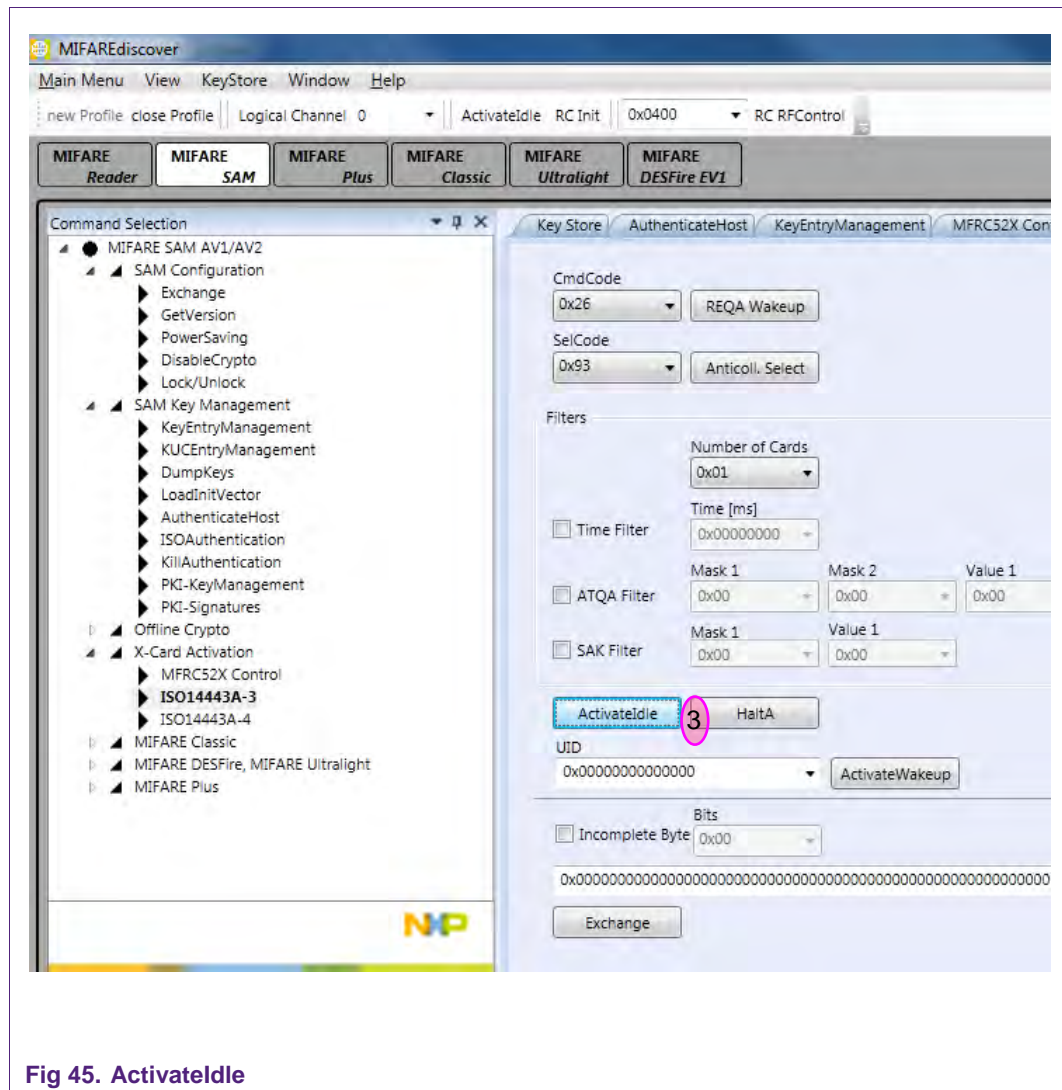 MIFAREdiscover
Main Menu View KeyStore Window Help
new Profile close Profile Logical Channel 0 ActivateIdle RC Init 0x0400 RC RFControl
MIFARE Reader
MIFARE SAM
MIFARE Plus
MIFARE Classic
MIFARE Ultralight
MIFARE DESFire EV1
Command Selection
MIFARE SAM AV1/AV2
SAM Configuration
Exchange
GetVersion
PowerSaving
DisableCrypto
Lock/Unlock
SAM Key Management
KeyEntryManagement
KUCEntryManagement
DumpKeys
LoadInitVector
AuthenticateHost
ISOAuthentication
KillAuthentication
PKI-KeyManagement
PKI-Signatures
Offline Crypto
X-Card Activation
MFRC52X Control
ISO14443A-3
ISO14443A-4
MIFARE Classic
MIFARE DESFire, MIFARE Ultralight
MIFARE Plus
NXP
Key Store AuthenticateHost KeyEntryManagement MFRC52X Con
CmdCode
0x26 REQA Wakeup
SelCode
0x93 Anticoll. Select
Filters
Number of Cards
0x01
Time [ms]
Time Filter 0x00000000
Mask 1 Mask 2 Value 1
ATQA Filter 0x00 0x00 0x00
Mask 1 Value 1
SAK Filter 0x00 0x00
ActivateIdle 3 HaltA
UID
0x00000000000000 ActivateWakeup
Bits
Incomplete Byte 0x00
Exchange
Fig 45. ActivateIdle